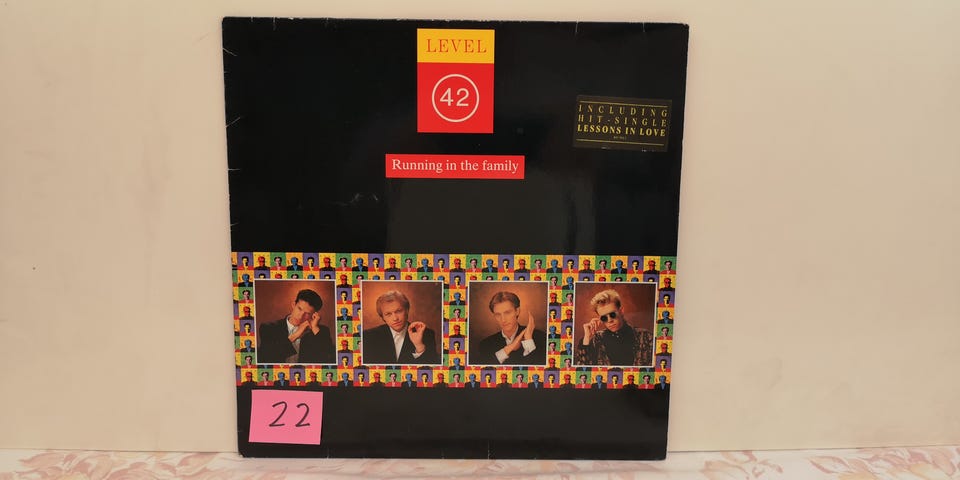 LEVEL
42
INCLUDING
HIT-SINGLE
LESSONS IN LOVE
Running in the family
22